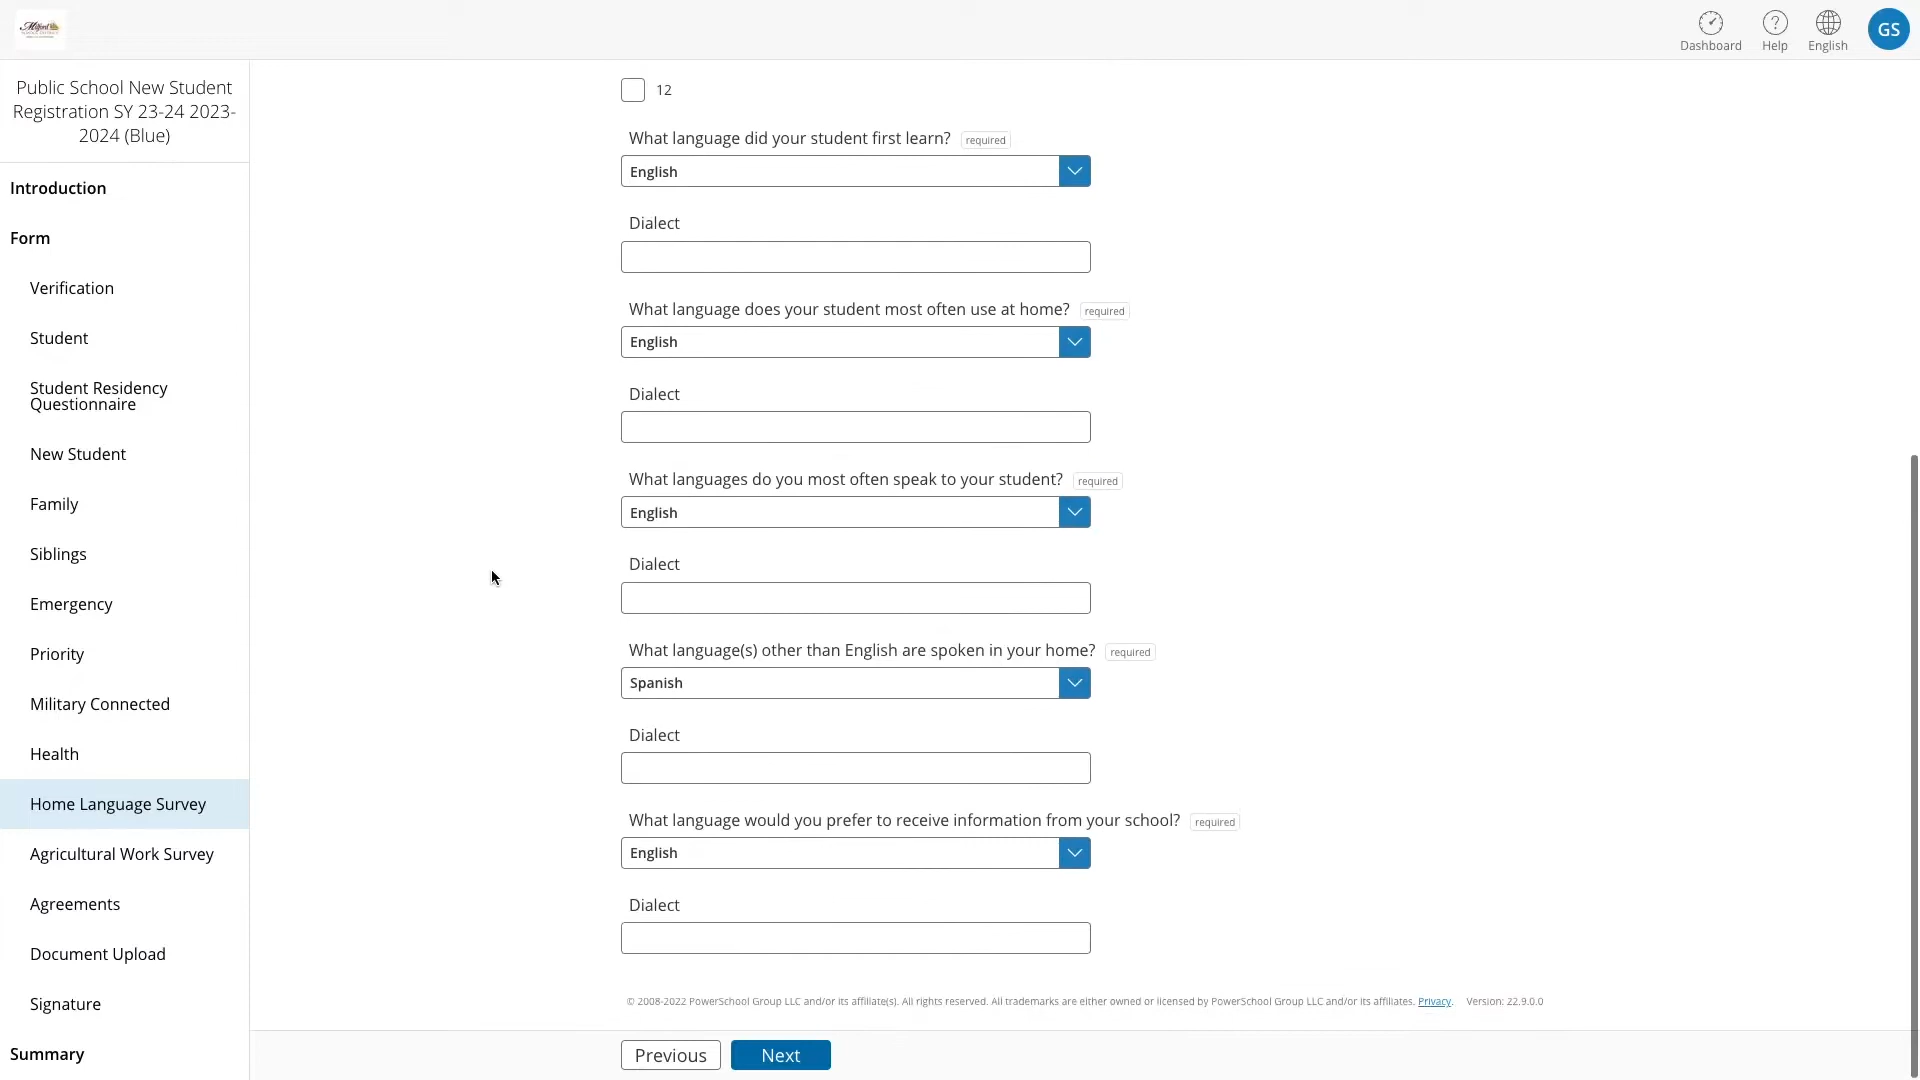 Milford
Dashboard
Help
English
GS
Public School New Student
Registration SY 23-24 2023-
2024 (Blue)
Introduction
Form
Verification
Student
Student Residency
Questionnaire
New Student
Family
Siblings
Emergency
Priority
Military Connected
Health
Home Language Survey
Agricultural Work Survey
Agreements
Document Upload
Signature
Summary
12
What language did your student first learn? required
English
Dialect
What language does your student most often use at home? required
English
Dialect
What languages do you most often speak to your student? required
English
Dialect
What language(s) other than English are spoken in your home? required
Spanish
Dialect
What language would you prefer to receive information from your school? required
English
Dialect
© 2008-2022 PowerSchool Group LLC and/or its affiliate(s). All rights reserved. All trademarks are either owned or licensed by PowerSchool Group LLC and/or its affiliates. Privacy. Version: 22.9.0.0
Previous
Next